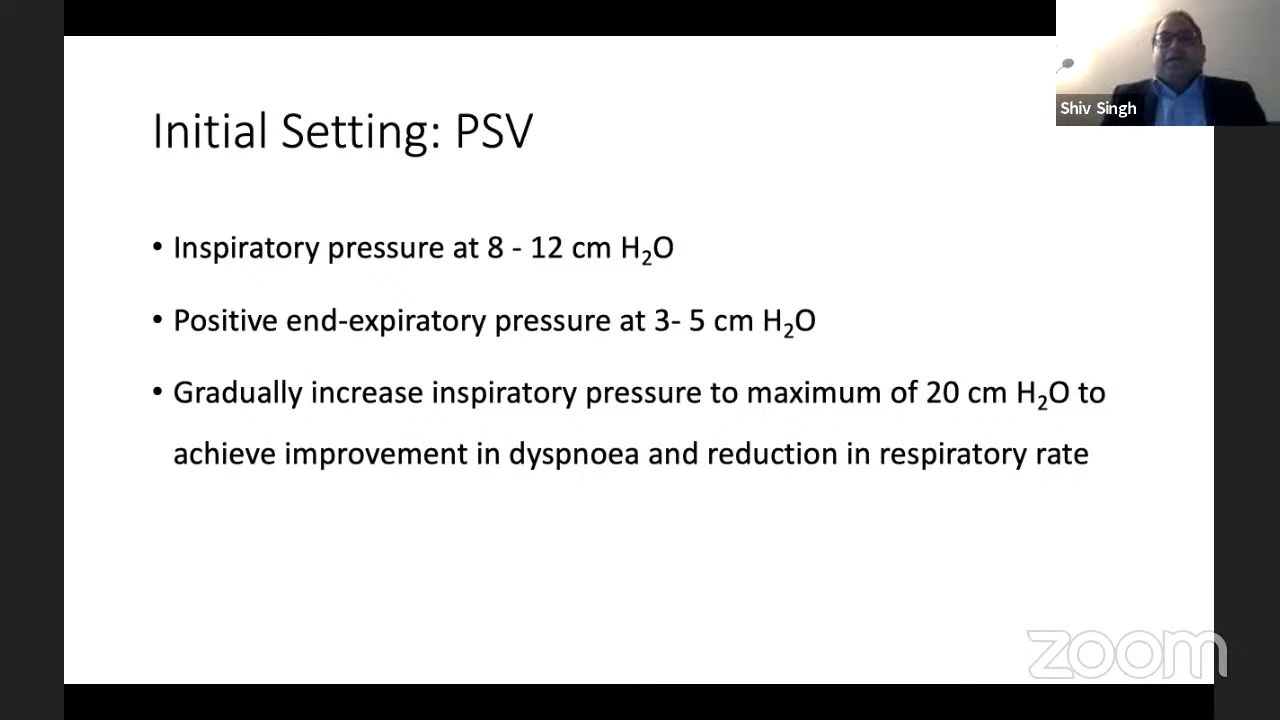 Shiv Singh
Initial Setting: PSV
• Inspiratory pressure at 8 - 12 cm H₂O
• Positive end-expiratory pressure at 3- 5 cm H₂O
• Gradually increase inspiratory pressure to maximum of 20 cm H₂O to
achieve improvement in dyspnoea and reduction in respiratory rate
zoom